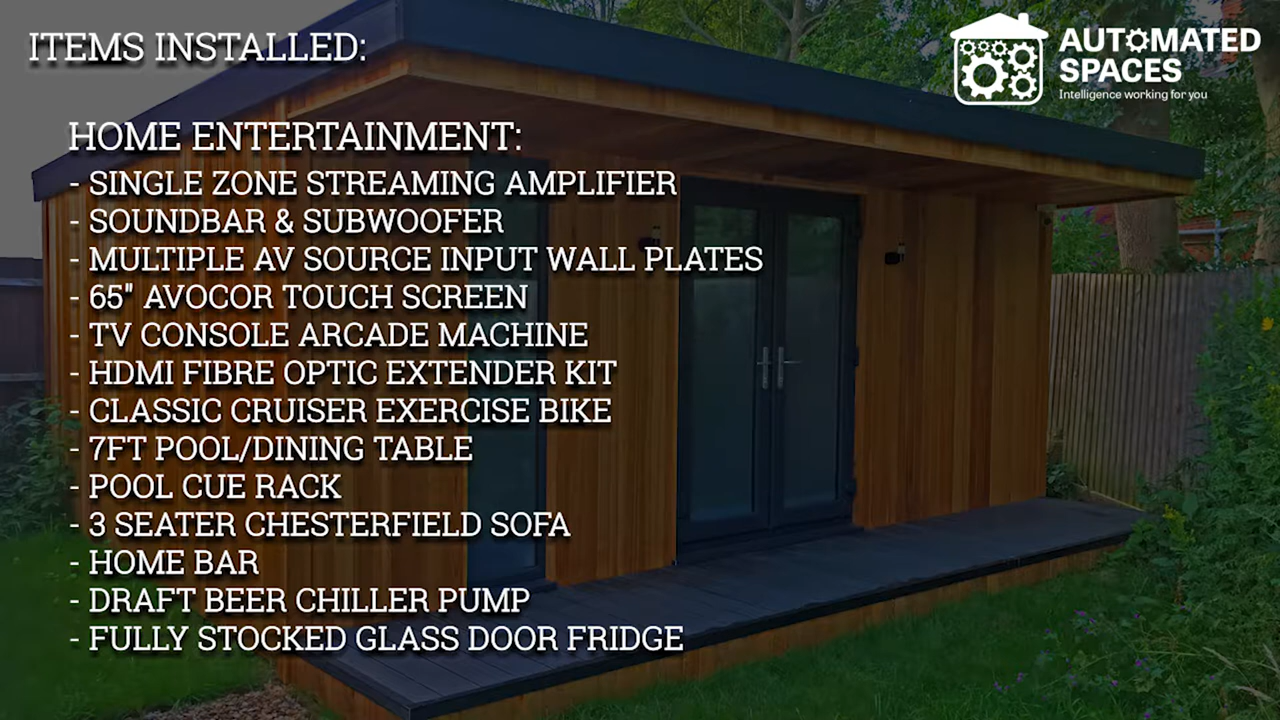 ITEMS INSTALLED:
AUTOMATED
SPACES
Intelligence working for you
HOME ENTERTAINMENT:
- SINGLE ZONE STREAMING AMPLIFIER
- SOUNDBAR & SUBWOOFER
- MULTIPLE AV SOURCE INPUT WALL PLATES
- 65" AVOCOR TOUCH SCREEN
- TV CONSOLE ARCADE MACHINE
- HDMI FIBRE OPTIC EXTENDER KIT
- CLASSIC CRUISER EXERCISE BIKE
- 7FT POOL/DINING TABLE
- POOL CUE RACK
- 3 SEATER CHESTERFIELD SOFA
- HOME BAR
- DRAFT BEER CHILLER PUMP
- FULLY STOCKED GLASS DOOR FRIDGE